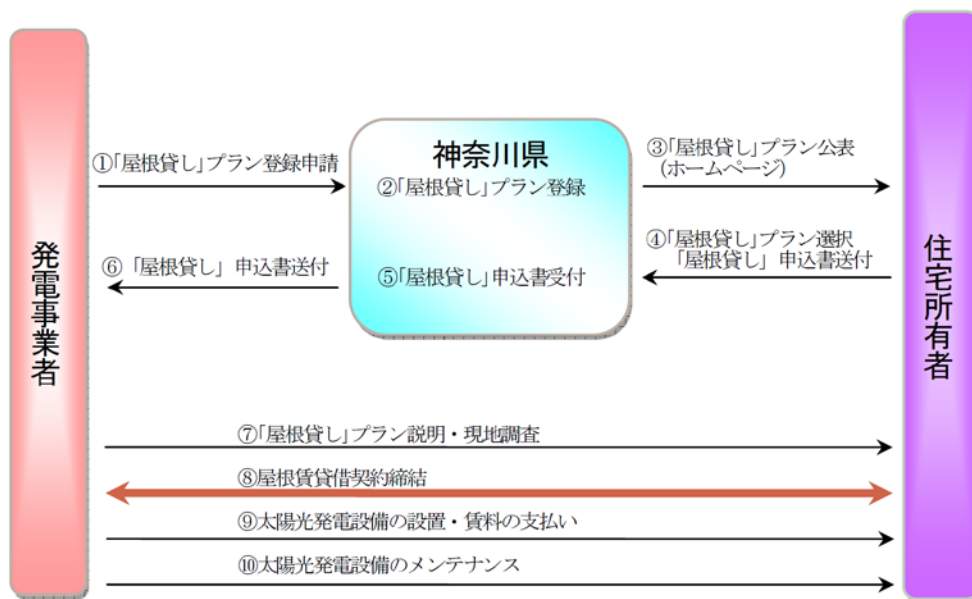 発電事業者
①「屋根貸し」プラン登録申請
神奈川県
②「屋根貸し」プラン登録
③「屋根貸し」プラン公表
(ホームページ)
④「屋根貸し」プラン選択
「屋根貸し」 申込書送付
⑤「屋根貸し」申込書受付
⑥「屋根貸し」 申込書送付
住宅所有者
⑦「屋根貸し」プラン説明・現地調査
⑧屋根賃貸借契約締結
⑨太陽光発電設備の設置・賃料の支払い
⑩太陽光発電設備のメンテナンス